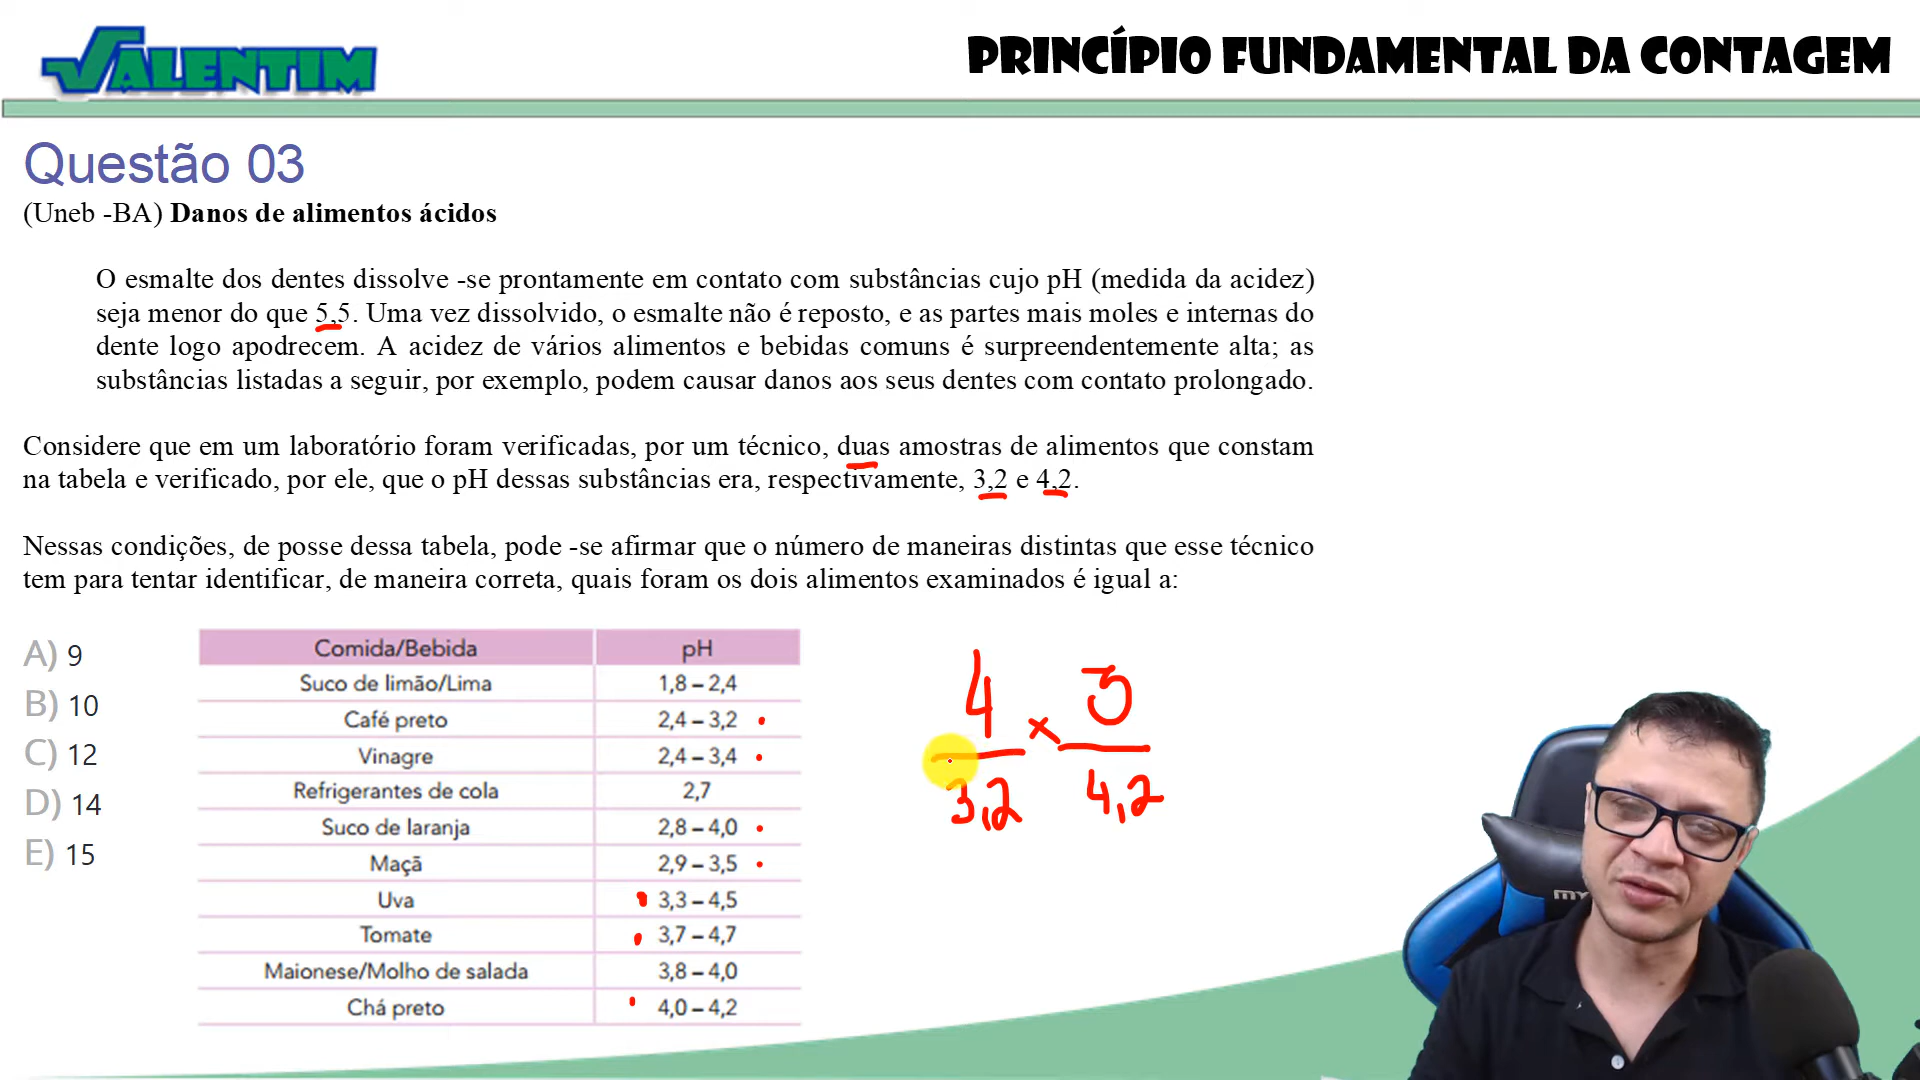 VALENTIM
PRINCÍPIO FUNDAMENTAL DA CONTAGEM
Questão 03
(Uneb -BA) Danos de alimentos ácidos
O esmalte dos dentes dissolve -se prontamente em contato com substâncias cujo pH (medida da acidez)
seja menor do que 5,5. Uma vez dissolvido, o esmalte não é reposto, e as partes mais moles e internas do
dente logo apodrecem. A acidez de vários alimentos e bebidas comuns é surpreendentemente alta; as
substâncias listadas a seguir, por exemplo, podem causar danos aos seus dentes com contato prolongado.
Considere que em um laboratório foram verificadas, por um técnico, duas amostras de alimentos que constam
na tabela e verificado, por ele, que o pH dessas substâncias era, respectivamente, 3,2 e 4,2.
Nessas condições, de posse dessa tabela, pode -se afirmar que o número de maneiras distintas que esse técnico
tem para tentar identificar, de maneira correta, quais foram os dois alimentos examinados é igual a:
A) 9
B) 10
C) 12
D) 14
E) 15
Comida/Bebida pH
Suco de limão/Lima 1,8 – 2,4
Café preto 2,4 – 3,2
Vinagre 2,4 – 3,4
Refrigerantes de cola 2,7
Suco de laranja 2,8 – 4,0
Maçã 2,9 – 3,5
Uva 3,3 – 4,5
Tomate 3,7 – 4,7
Maionese/Molho de salada 3,8 – 4,0
Chá preto 4,0 – 4,2
4 × 3
3,2 4,2
MY